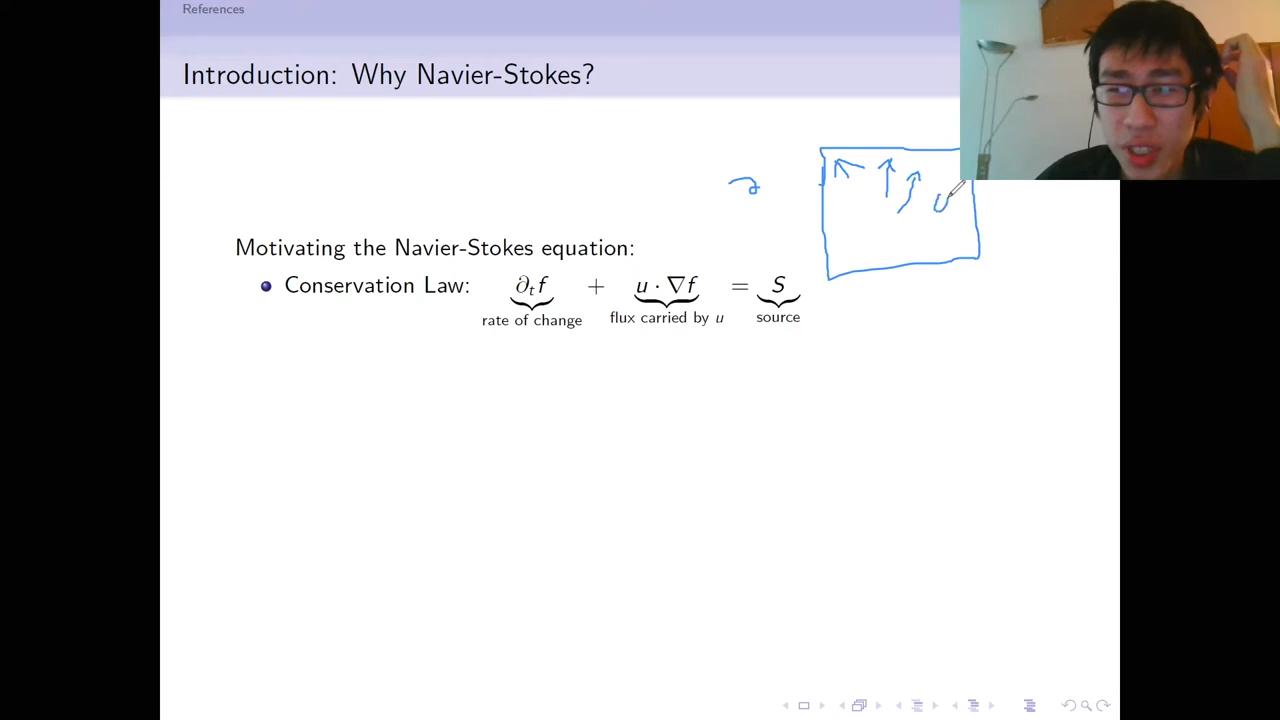 References
Introduction: Why Navier-Stokes?
u
Motivating the Navier-Stokes equation:
Conservation Law: ∂ₜf + u · ∇f = S
rate of change flux carried by u source